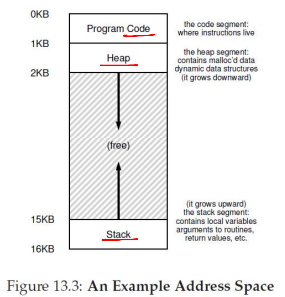 0KB
Program Code
the code segment:
where instructions live
1KB
Heap
the heap segment:
contains malloc'd data
dynamic data structures
(it grows downward)
2KB
(free)
(it grows upward)
the stack segment:
contains local variables
arguments to routines,
return values, etc.
15KB
Stack
16KB
Figure 13.3: An Example Address Space